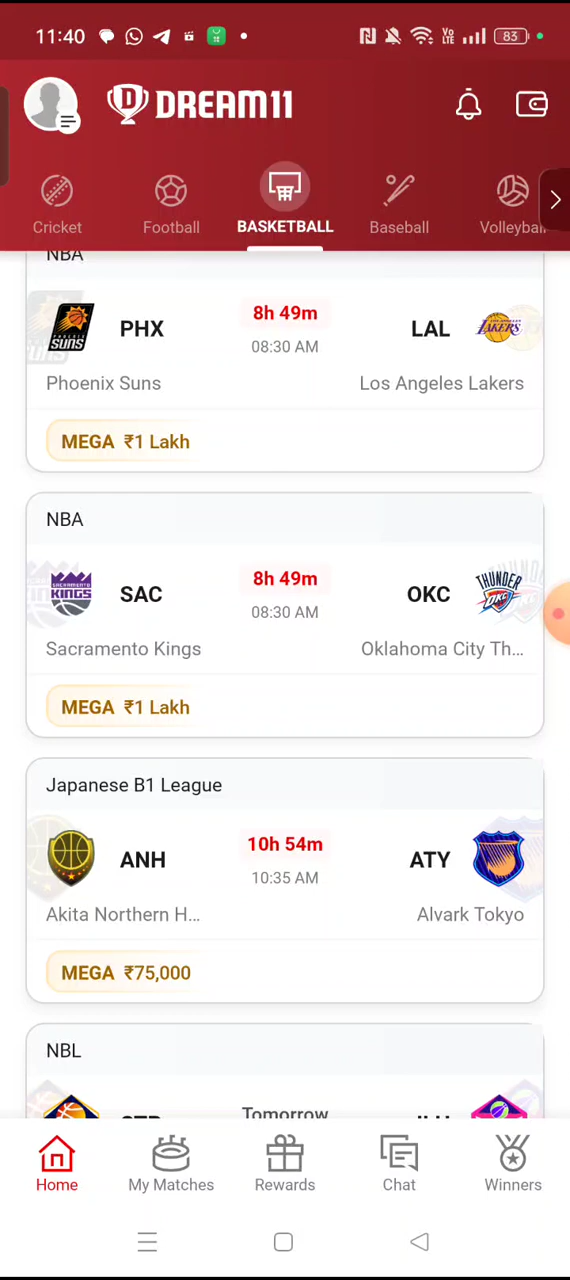 11:40
VO LTE
83
DREAM11
Cricket
Football
BASKETBALL
Baseball
Volleyball
NBA
PHX
8h 49m
LAL
08:30 AM
Phoenix Suns
Los Angeles Lakers
MEGA ₹1 Lakh
NBA
SAC
8h 49m
OKC
08:30 AM
Sacramento Kings
Oklahoma City Th...
MEGA ₹1 Lakh
Japanese B1 League
ANH
10h 54m
ATY
10:35 AM
Akita Northern H...
Alvark Tokyo
MEGA ₹75,000
NBL
Tomorrow
Home
My Matches
Rewards
Chat
Winners